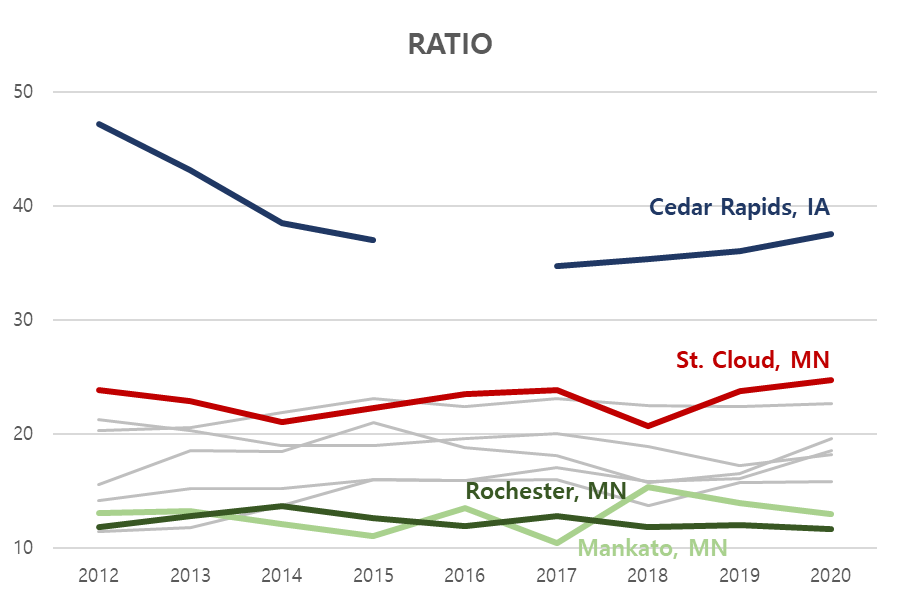 RATIO
50
40
Cedar Rapids, IA
30
St. Cloud, MN
20
Rochester, MN
10
Mankato, MN
2012 2013 2014 2015 2016 2017 2018 2019 2020